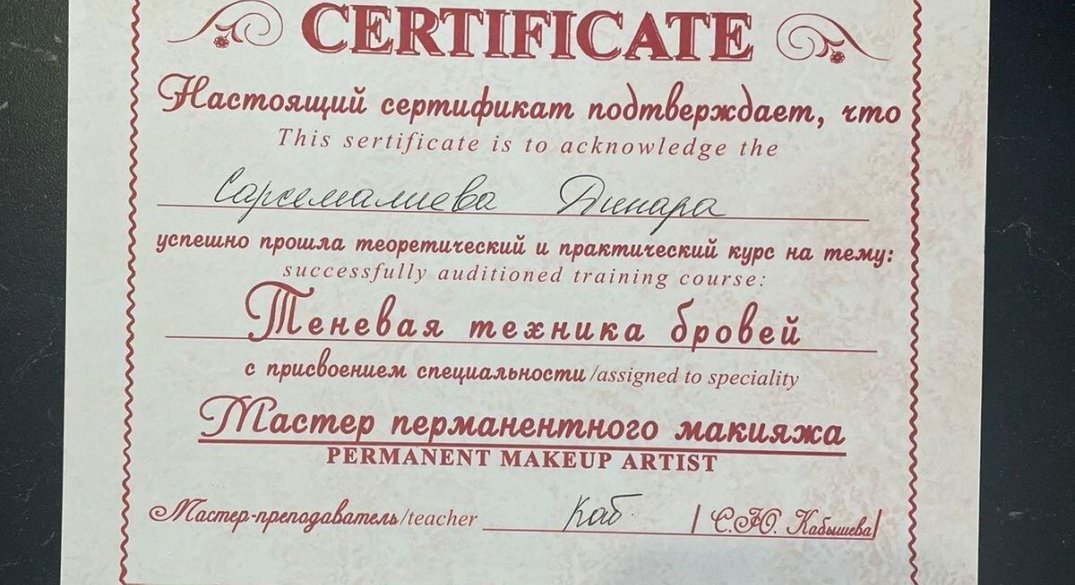 CERTIFICATE
Настоящий сертификат подтверждает, что
This sertificate is to acknowledge the
Сарсемалиева Динара
успешно прошла теоретический и практический курс на тему:
successfully auditioned training course:
Теневая техника бровей
с присвоением специальности/assigned to speciality
Мастер перманентного макияжа
PERMANENT MAKEUP ARTIST
Мастер-преподаватель/teacher Каб. /С.Ю. Кабышева/